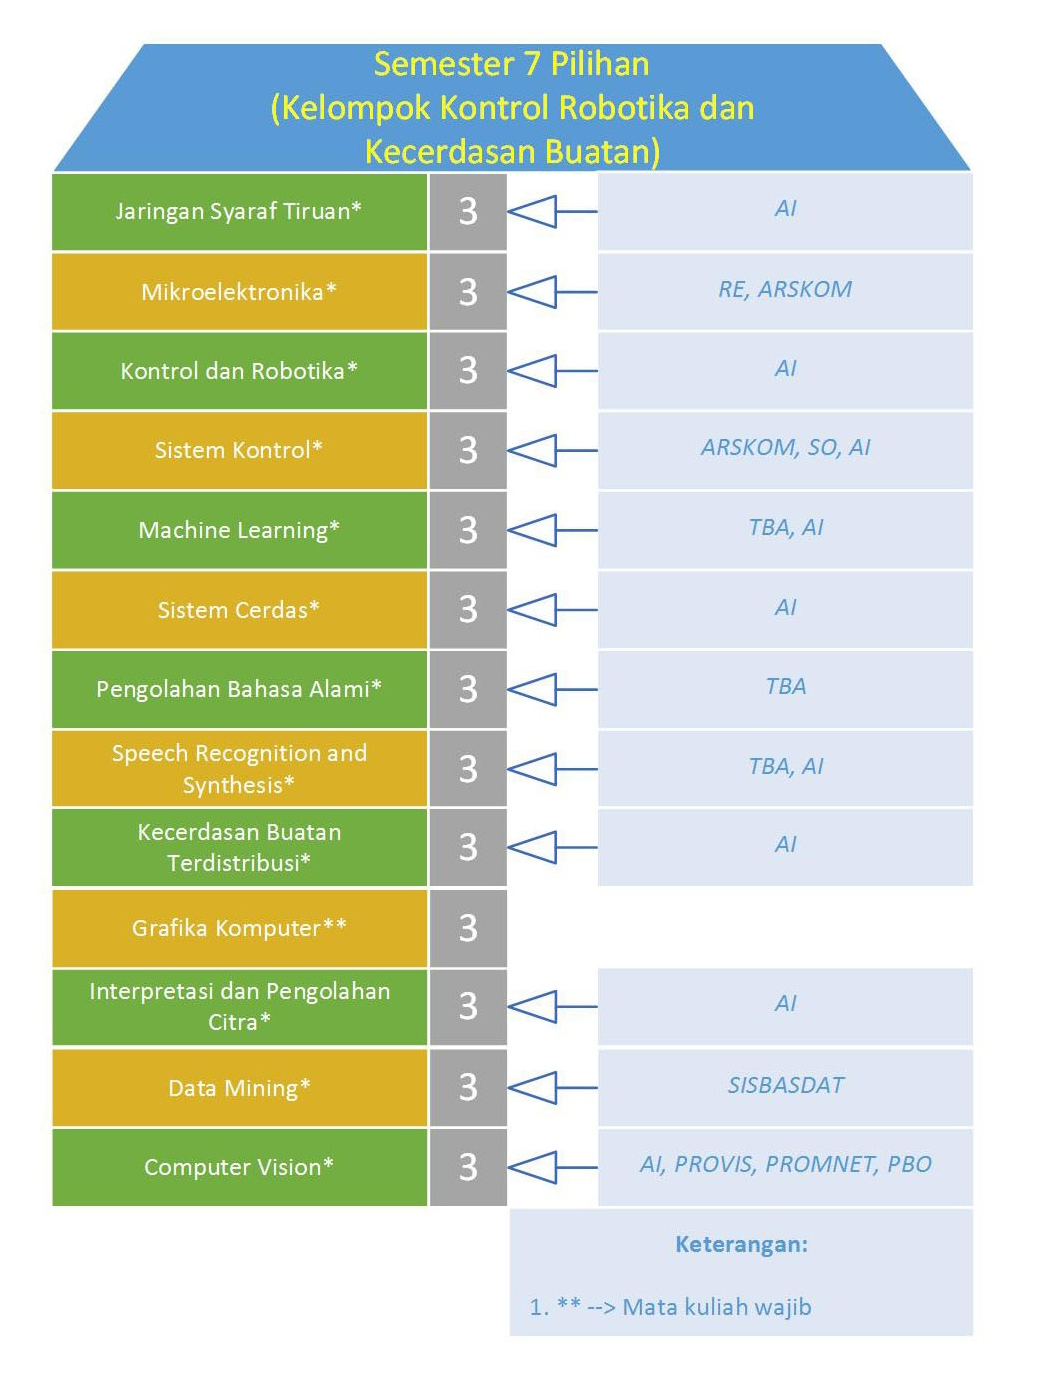 Semester 7 Pilihan
(Kelompok Kontrol Robotika dan
Kecerdasan Buatan)
Jaringan Syaraf Tiruan* 3 AI
Mikroelektronika* 3 RE, ARSKOM
Kontrol dan Robotika* 3 AI
Sistem Kontrol* 3 ARSKOM, SO, AI
Machine Learning* 3 TBA, AI
Sistem Cerdas* 3 AI
Pengolahan Bahasa Alami* 3 TBA
Speech Recognition and
Synthesis* 3 TBA, AI
Kecerdasan Buatan
Terdistribusi* 3 AI
Grafika Komputer** 3
Interpretasi dan Pengolahan
Citra* 3 AI
Data Mining* 3 SISBASDAT
Computer Vision* 3 AI, PROVIS, PROMNET, PBO
Keterangan:
1. ** --> Mata kuliah wajib